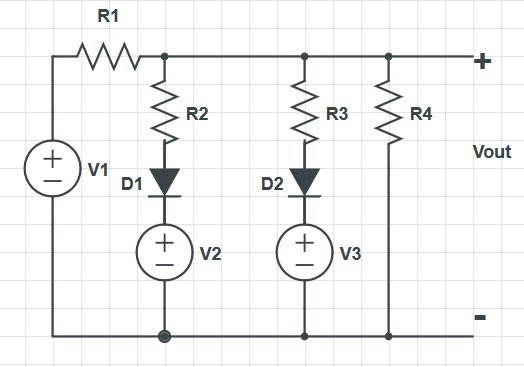 R1
+
R2
R3
R4
Vout
+
V1
D1
D2
+
V2
+
V3
-